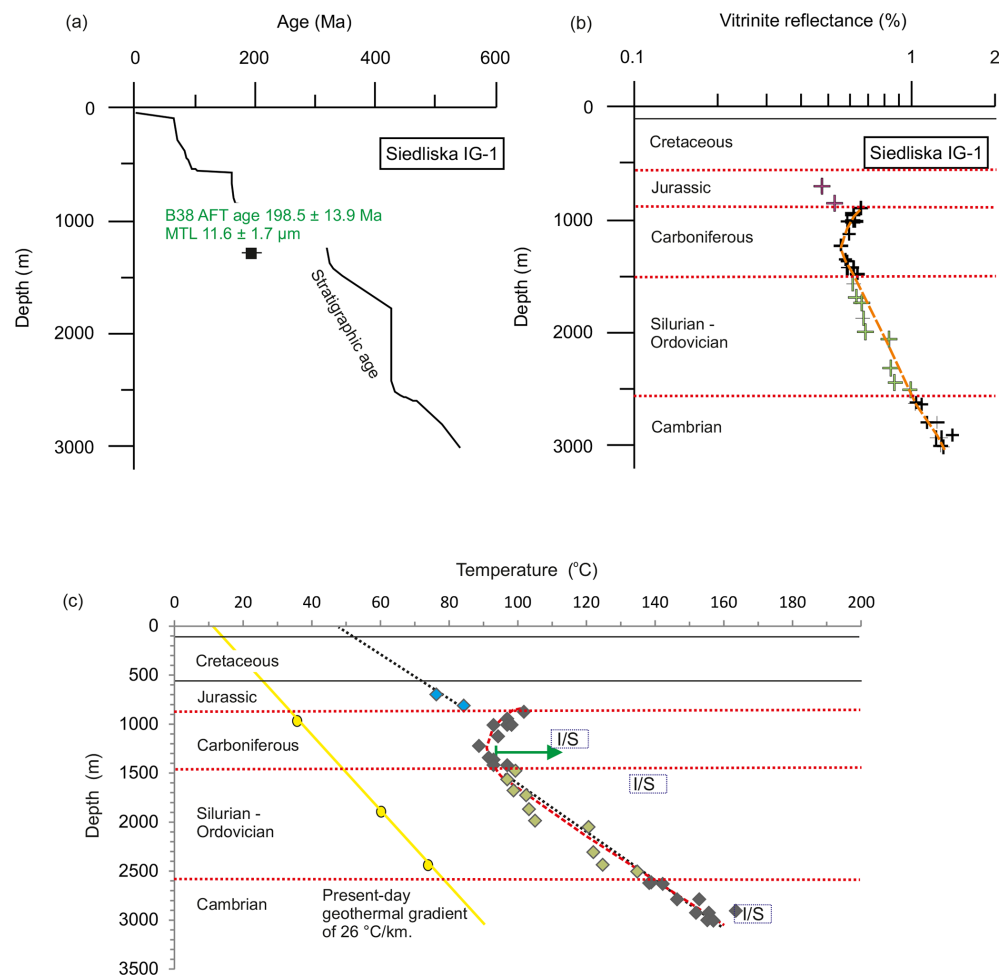 (a)
Age (Ma)
0 200 400 600
0
1000
2000
3000
Depth (m)
Siedliska IG-1
B38 AFT age 198.5 ± 13.9 Ma
MTL 11.6 ± 1.7 µm
Stratigraphic age
(b)
Vitrinite reflectance (%)
0.1 1 2
0
1000
2000
3000
Depth (m)
Cretaceous
Siedliska IG-1
Jurassic
Carboniferous
Silurian -
Ordovician
Cambrian
(c)
Temperature (°C)
0 20 40 60 80 100 120 140 160 180 200
0
500
1000
1500
2000
2500
3000
3500
Depth (m)
Cretaceous
Jurassic
Carboniferous
I/S
I/S
Silurian -
Ordovician
Cambrian
Present-day
geothermal gradient
of 26 °C/km.
I/S